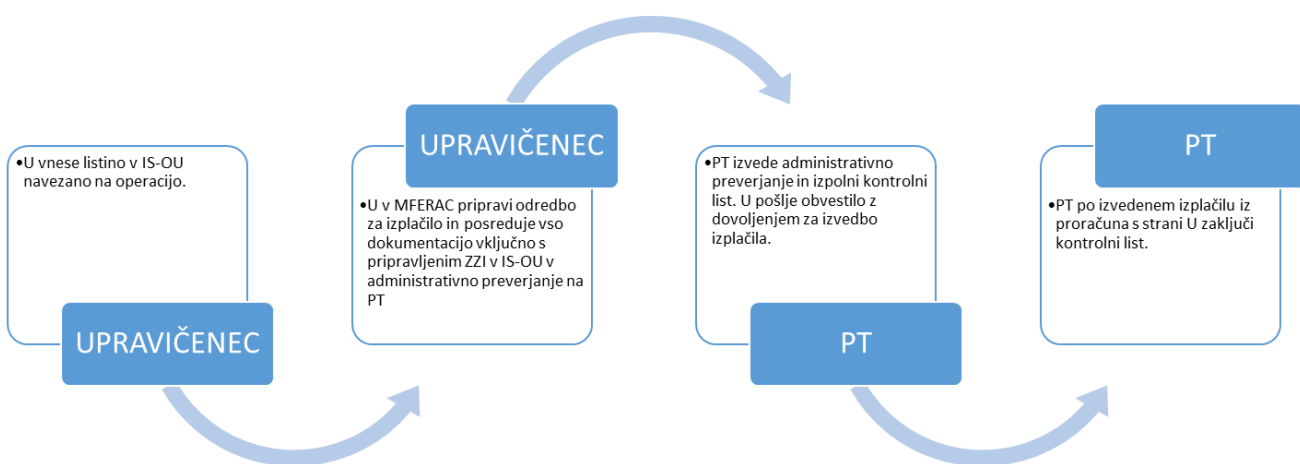 •U vnese listino v IS-OU
navezano na operacijo.
UPRAVIČENEC
UPRAVIČENEC
•U v MFERAC pripravi odredbo
za izplačilo in posreduje vso
dokumentacijo vključno s
pripravljenim ZZI v IS-OU v
administrativno preverjanje na
PT
•PT izvede administrativno
preverjanje in izpolni kontrolni
list. U pošlje obvestilo z
dovoljenjem za izvedbo
izplačila.
PT
PT
•PT po izvedenem izplačilu iz
proračuna s strani U zaključi
kontrolni list.